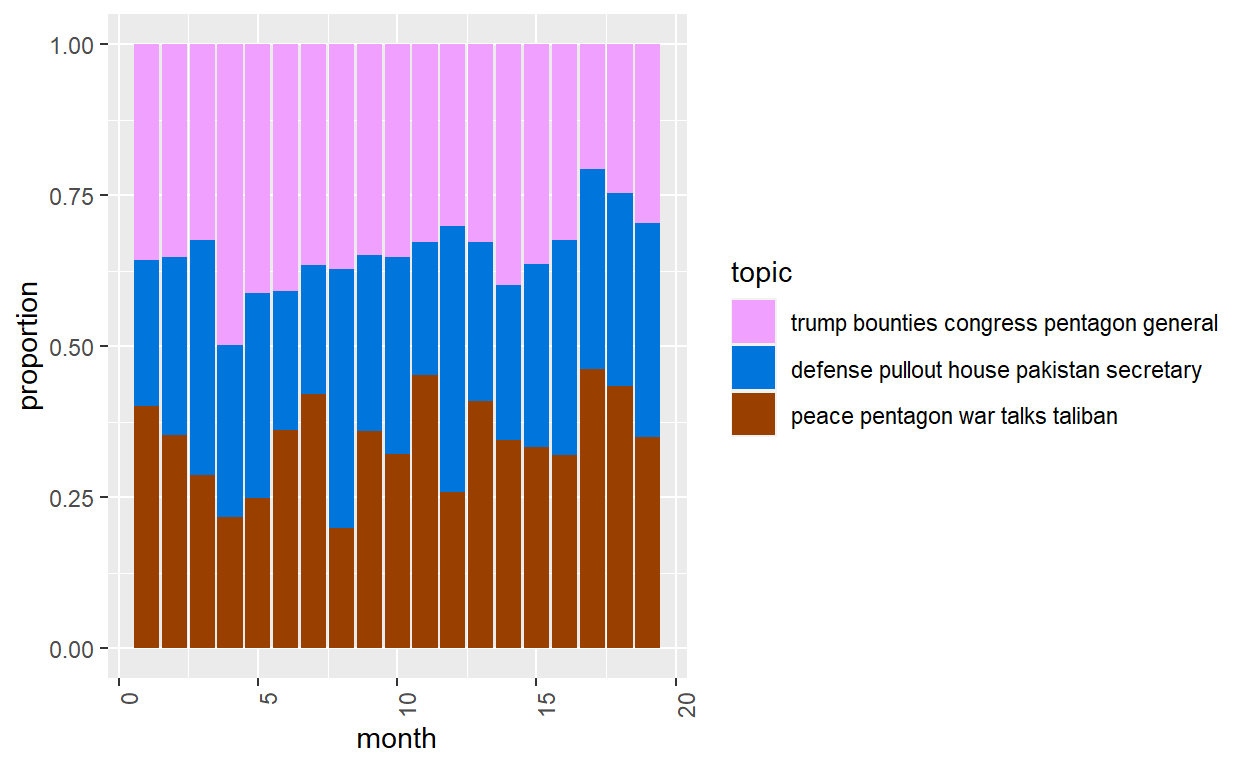 1.00
0.75
0.50
0.25
0.00
proportion
0
5
10
15
20
month
topic
trump bounties congress pentagon general
defense pullout house pakistan secretary
peace pentagon war talks taliban